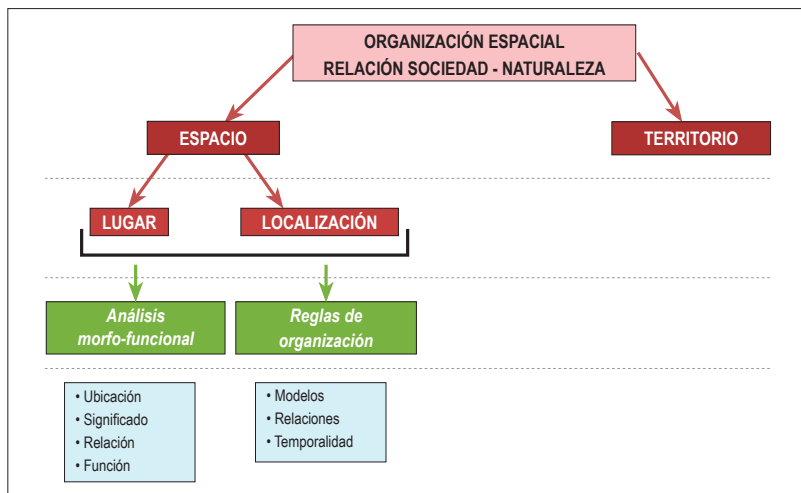 ORGANIZACIÓN ESPACIAL
RELACIÓN SOCIEDAD - NATURALEZA
ESPACIO
TERRITORIO
LUGAR
LOCALIZACIÓN
Análisis
morfo-funcional
Reglas de
organización
• Ubicación
• Significado
• Relación
• Función
• Modelos
• Relaciones
• Temporalidad